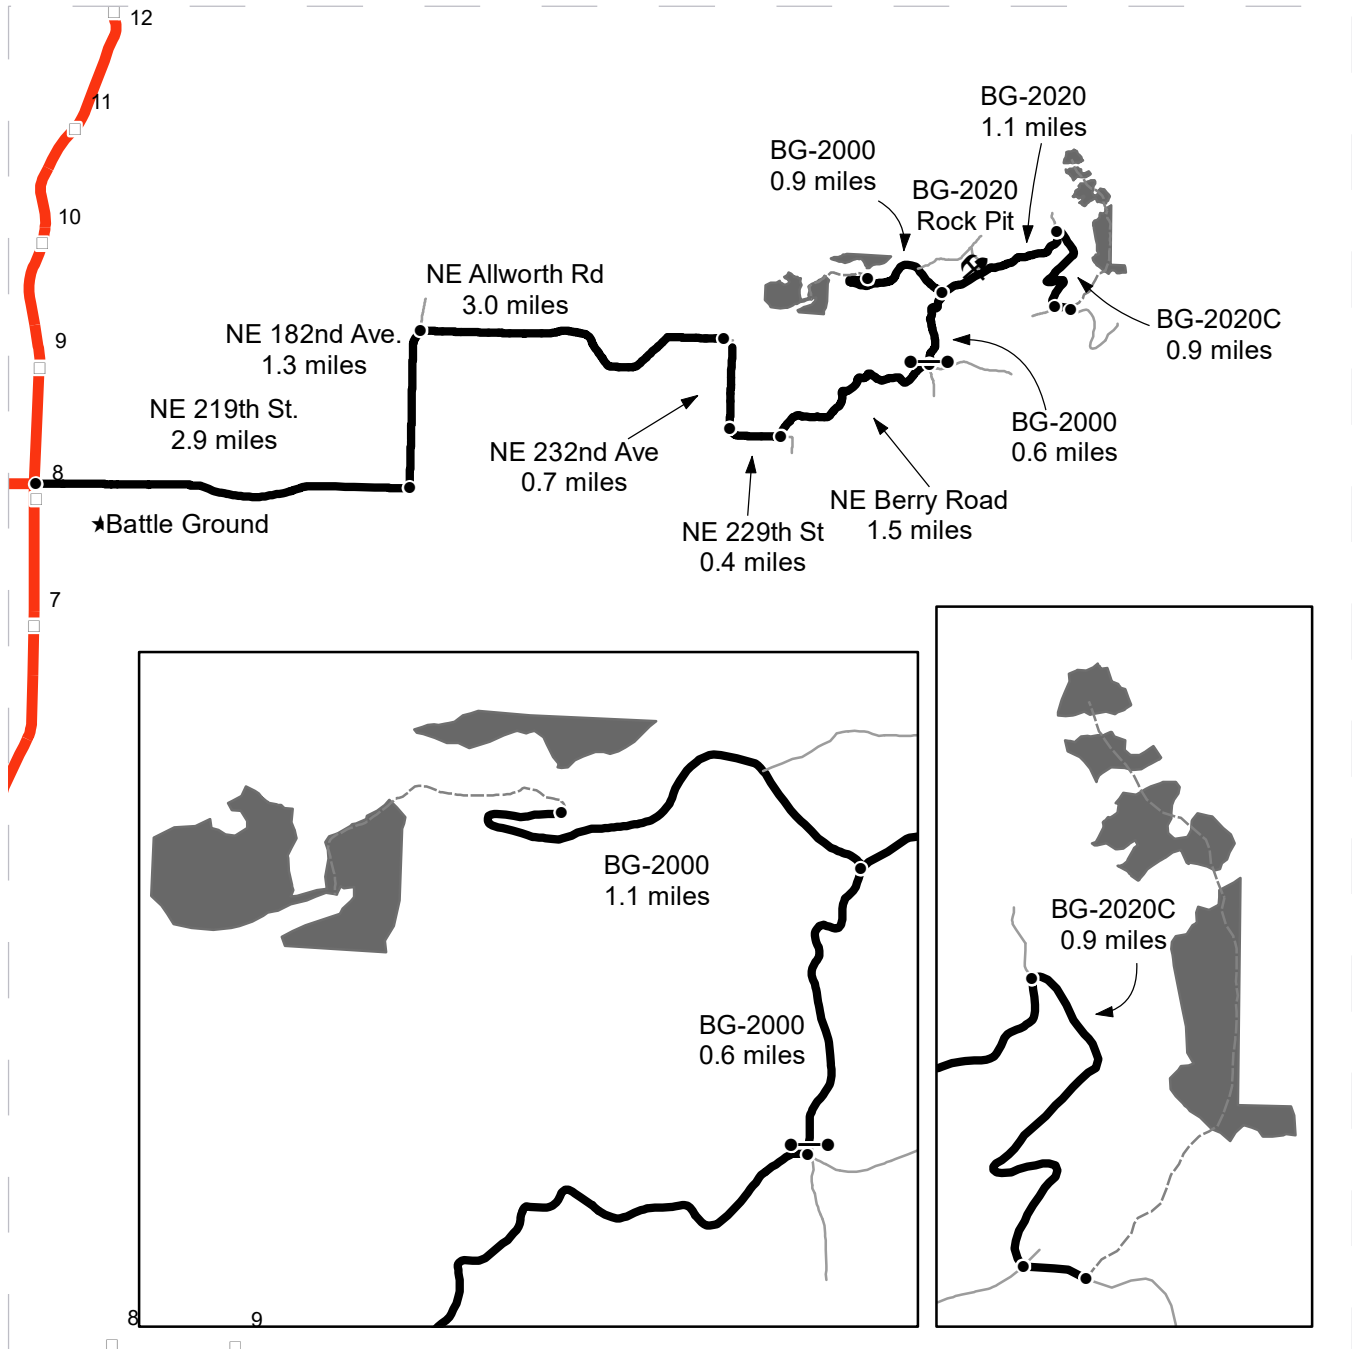 12
11
BG-2020
1.1 miles
BG-2000
0.9 miles
BG-2020
Rock Pit
10
NE Allworth Rd
3.0 miles
NE 182nd Ave.
1.3 miles
9
BG-2020C
0.9 miles
NE 219th St.
2.9 miles
BG-2000
0.6 miles
NE 232nd Ave
0.7 miles
8
NE Berry Road
1.5 miles
Battle Ground
NE 229th St
0.4 miles
7
BG-2000
1.1 miles
BG-2020C
0.9 miles
BG-2000
0.6 miles
8
9